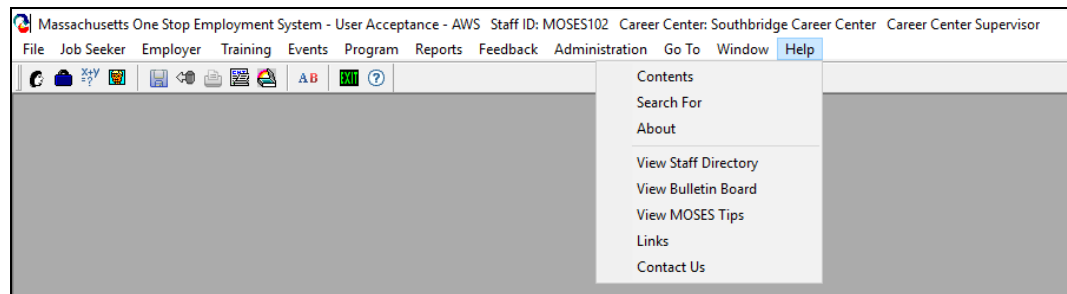 Massachusetts One Stop Employment System - User Acceptance - AWS Staff ID: MOSES102 Career Center: Southbridge Career Center Career Center Supervisor
File Job Seeker Employer Training Events Program Reports Feedback Administration Go To Window Help
X+Y =?Y AB EXIT ?
Contents
Search For
About
View Staff Directory
View Bulletin Board
View MOSES Tips
Links
Contact Us